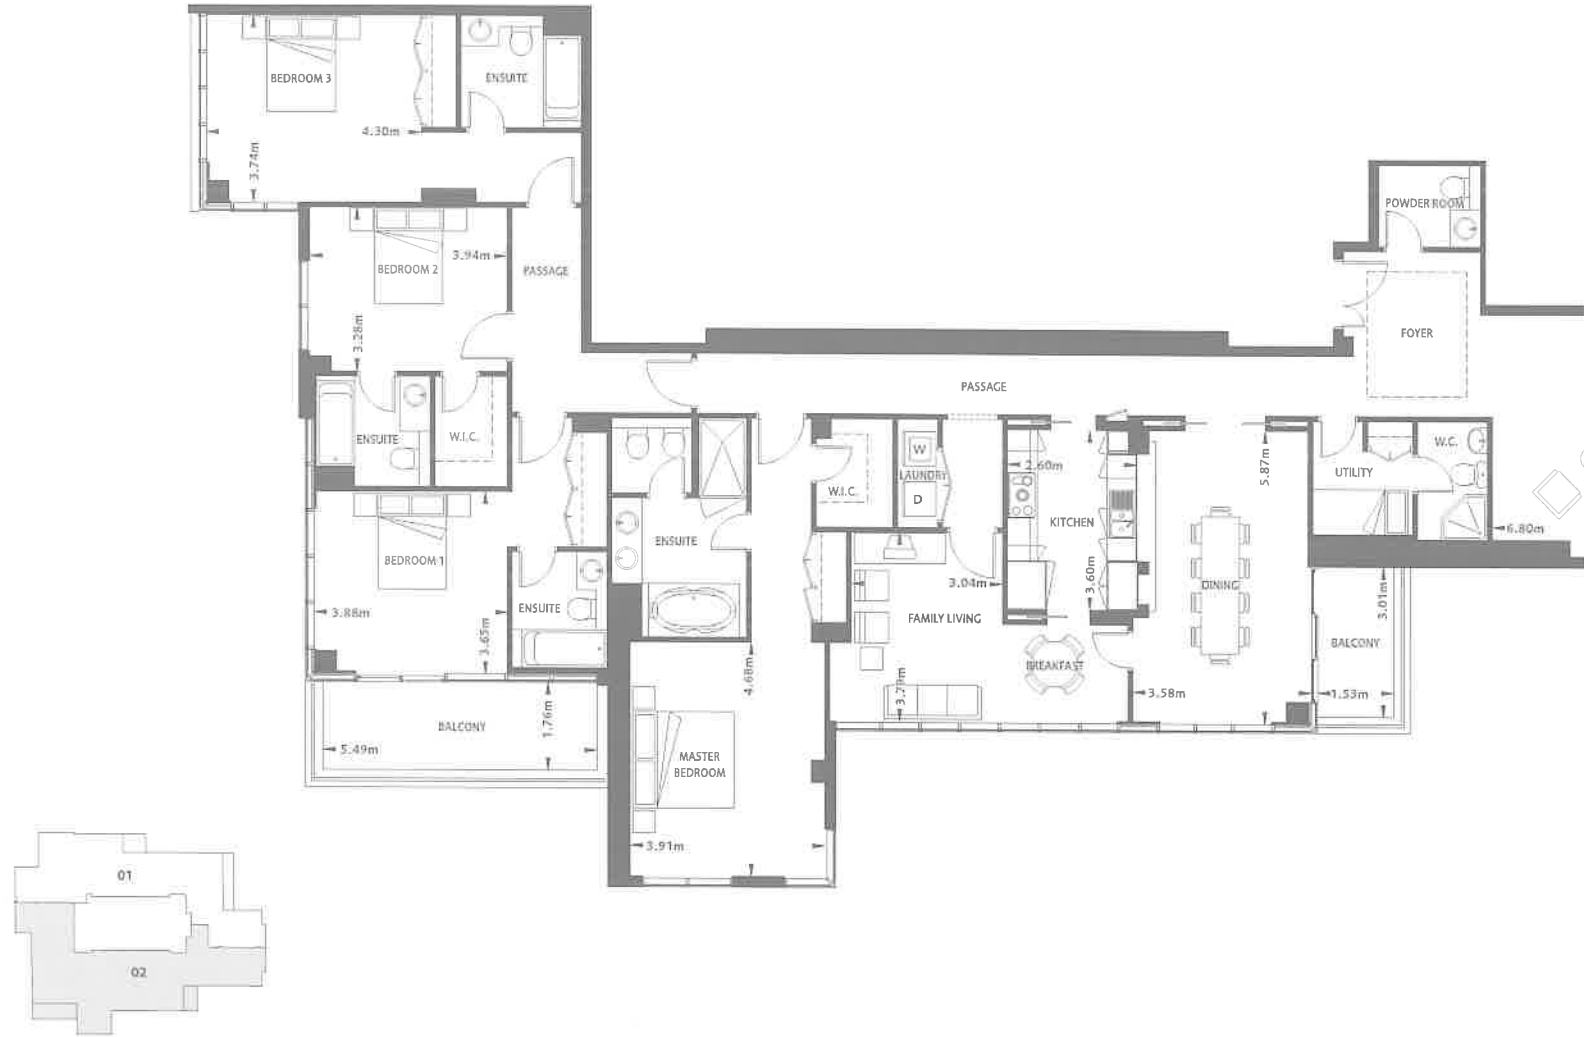 BEDROOM 3
ENSUITE
4.30m
3.74m
POWDER ROOM
BEDROOM 2
3.94m
PASSAGE
3.28m
FOYER
PASSAGE
ENSUITE
W.I.C.
W
LAUNDRY
D
W.I.C.
2.60m
KITCHEN
3.60m
5.87m
UTILITY
W.C.
6.80m
BEDROOM 1
ENSUITE
3.88m
3.65m
ENSUITE
3.04m
FAMILY LIVING
DINING
3.01m
BALCONY
BREAKFAST
4.68m
3.58m
1.53m
BALCONY
1.76m
5.49m
MASTER
BEDROOM
3.91m
01
02